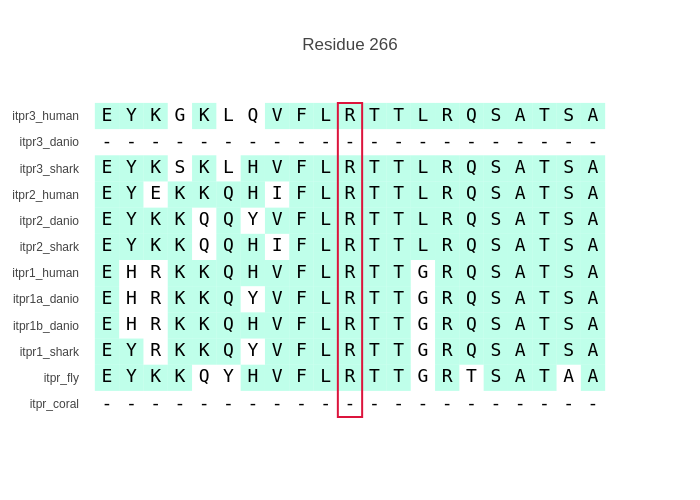 Residue 266
itpr3_human E Y K G K L Q V F L R T T L R Q S A T S A
itpr3_danio - - - - - - - - - - - - - - - - - - - - -
itpr3_shark E Y K S K L H V F L R T T L R Q S A T S A
itpr2_human E Y E K K Q H I F L R T T L R Q S A T S A
itpr2_danio E Y K K Q Q Y V F L R T T L R Q S A T S A
itpr2_shark E Y K K Q Q H I F L R T T L R Q S A T S A
itpr1_human E H R K K Q H V F L R T T G R Q S A T S A
itpr1a_danio E H R K K Q Y V F L R T T G R Q S A T S A
itpr1b_danio E H R K K Q H V F L R T T G R Q S A T S A
itpr1_shark E Y R K K Q Y V F L R T T G R Q S A T S A
itpr_fly E Y K K Q Y H V F L R T T G R T S A T A A
itpr_coral - - - - - - - - - - - - - - - - - - - - -